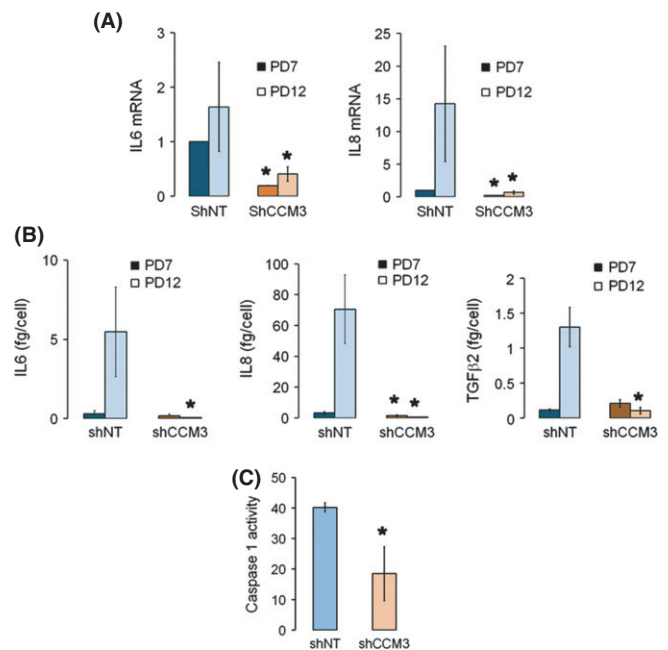 (A)
IL6 mRNA
3
2
1
0
PD7
PD12
*
*
ShNT
ShCCM3
IL8 mRNA
25
20
15
10
5
0
PD7
PD12
*
*
ShNT
ShCCM3
(B)
IL6 (fg/cell)
10
5
0
PD7
PD12
*
shNT
shCCM3
IL8 (fg/cell)
100
80
60
40
20
0
PD7
PD12
*
*
shNT
shCCM3
TGFβ2 (fg/cell)
2
1.5
1
0.5
0
PD7
PD12
*
shNT
shCCM3
(C)
Caspase 1 activity
50
40
30
20
10
0
*
shNT
shCCM3